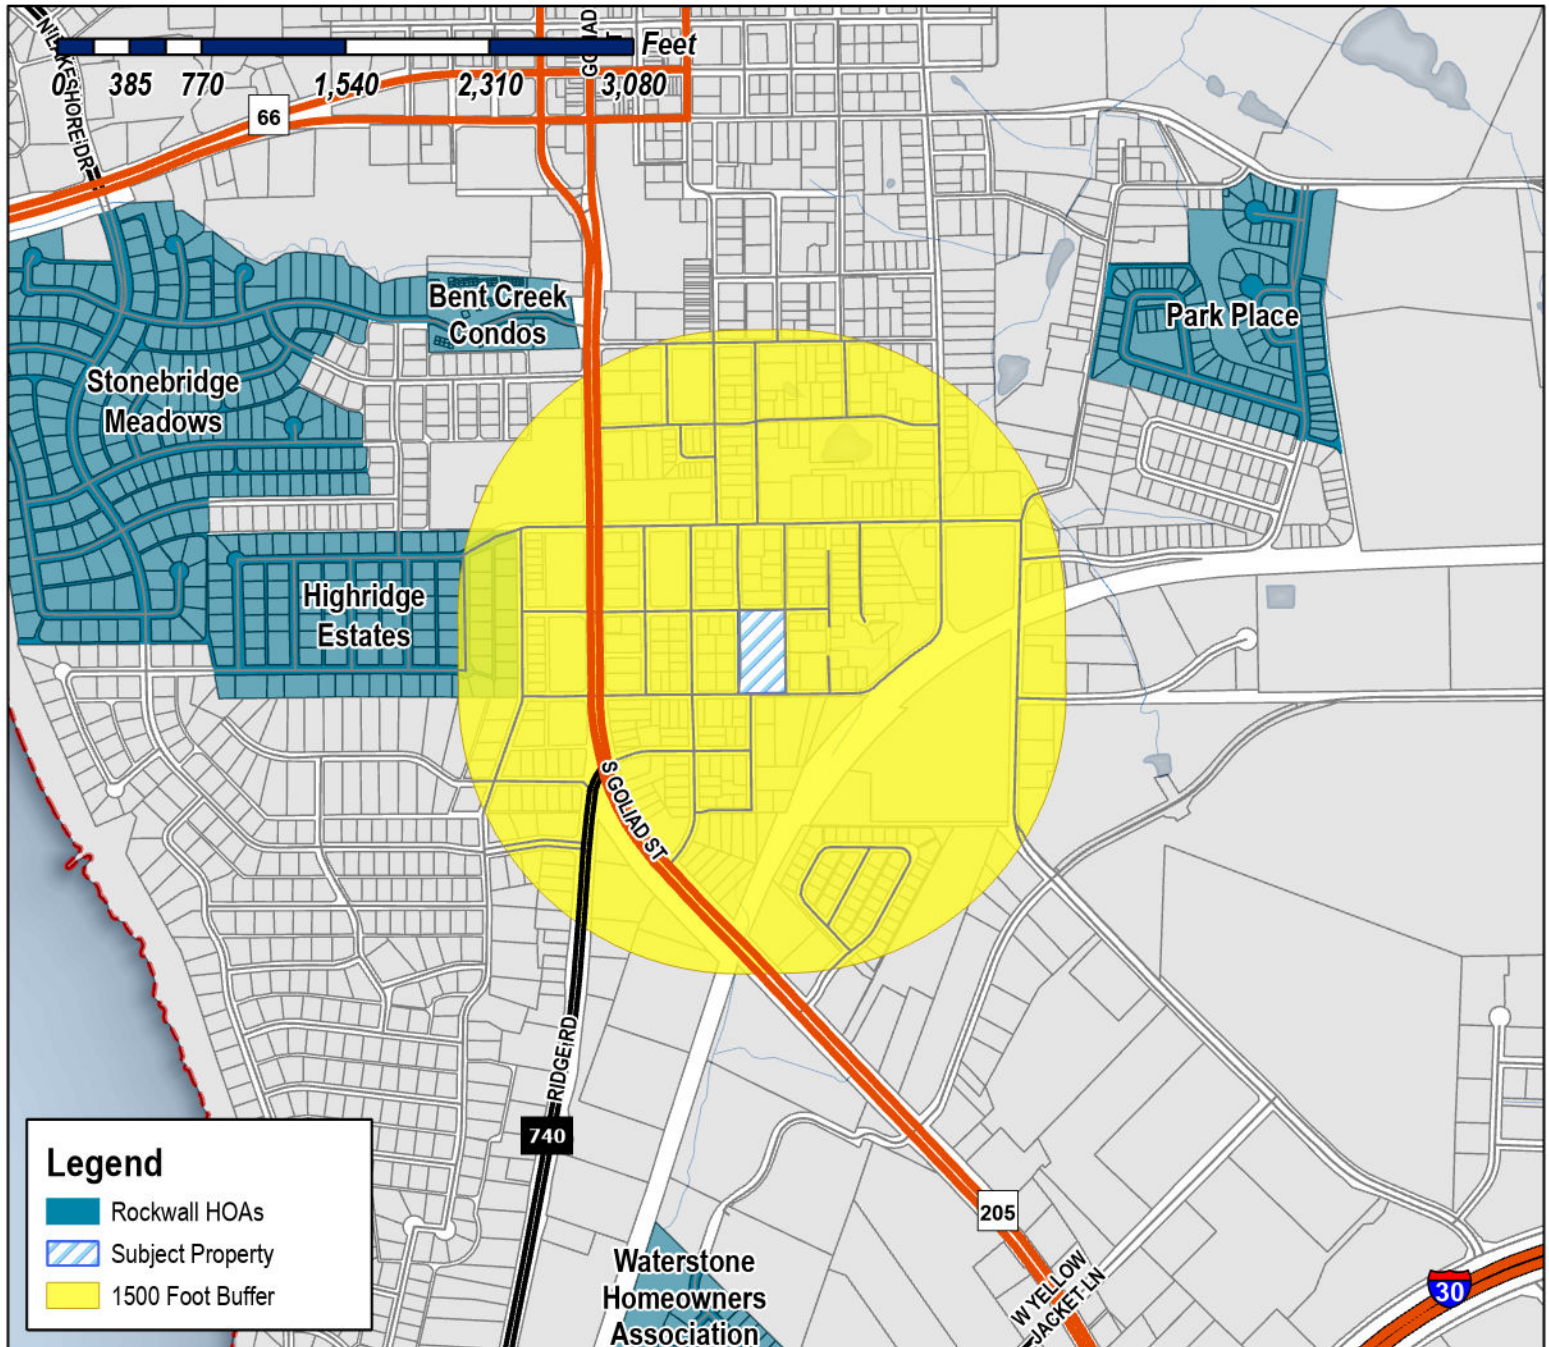 N LAKESHORE DR
GOLIAD
Feet
0 385 770 1,540 2,310 3,080
66
Bent Creek
Condos
Park Place
Stonebridge
Meadows
Highridge
Estates
S GOLIAD ST
RIDGE RD
740
205
W YELLOW
JACKET LN
30
Waterstone
Homeowners
Association
Legend
Rockwall HOAs
Subject Property
1500 Foot Buffer